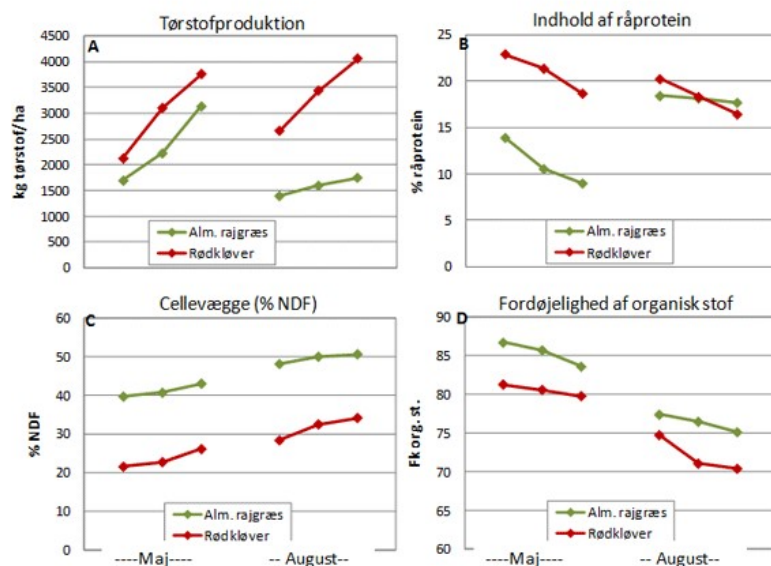 Tørstofproduktion
A
kg tørstof/ha
4500
4000
3500
3000
2500
2000
1500
1000
500
0
Alm. rajgræs
Rødkløver
Indhold af råprotein
B
% råprotein
25
20
15
10
5
0
Alm. rajgræs
Rødkløver
Cellevægge (% NDF)
C
% NDF
60
50
40
30
20
10
0
Alm. rajgræs
Rødkløver
----Maj----
-- August--
Fordøjelighed af organisk stof
D
Fk org. st.
90
85
80
75
70
65
60
Alm. rajgræs
Rødkløver
----Maj----
-- August--